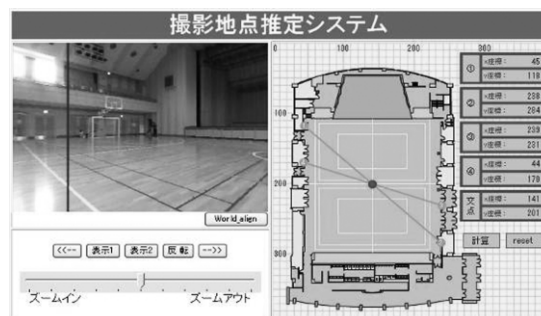 撮影地点推定システム
0 100 200 300
100
200
300
① x座標: 45
y座標: 118
② x座標: 238
y座標: 284
③ x座標: 239
y座標: 231
④ x座標: 44
y座標: 170
交点 x座標: 141
y座標: 201
計算 reset
World_align
<<-- 表示1 表示2 反転 -->>
ズームイン ズームアウト